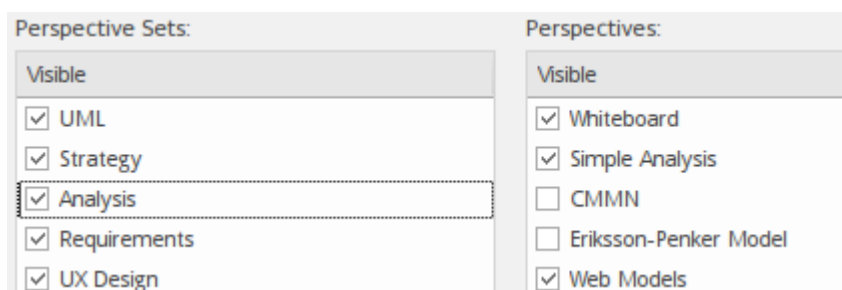 Perspective Sets:
Visible
UML
Strategy
Analysis
Requirements
UX Design
Perspectives:
Visible
Whiteboard
Simple Analysis
CMMN
Eriksson-Penker Model
Web Models